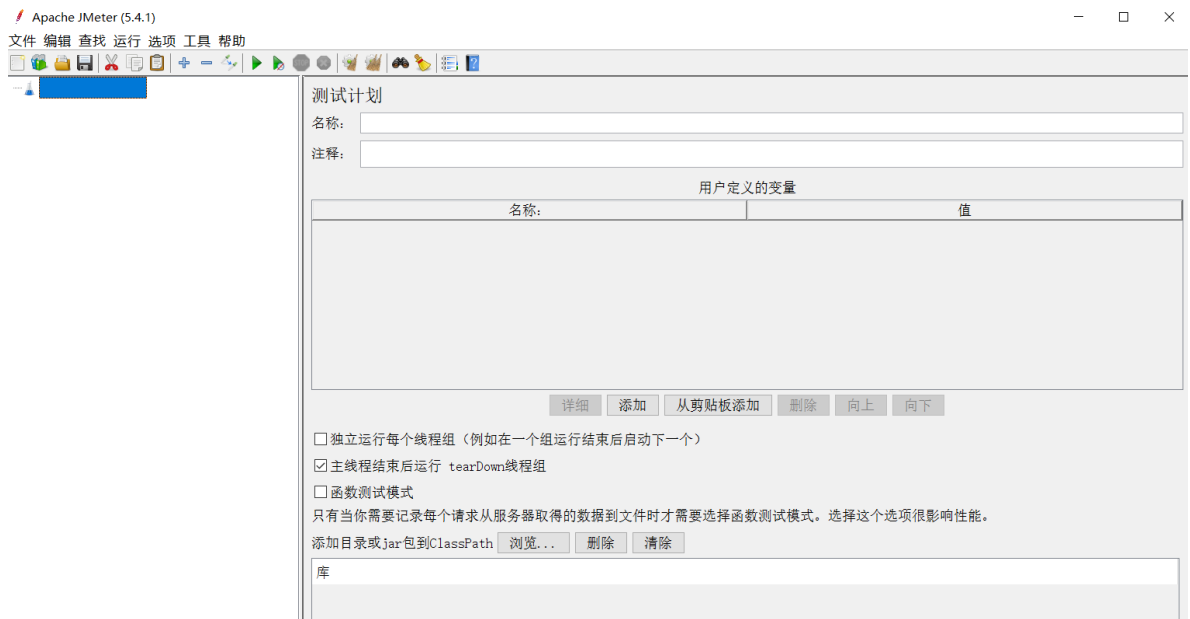 Apache JMeter (5.4.1)
文件 编辑 查找 运行 选项 工具 帮助
测试计划
名称：
注释：
用户定义的变量
名称： 值
详细 添加 从剪贴板添加 删除 向上 向下
独立运行每个线程组（例如在一个组运行结束后启动下一个）
主线程结束后运行 tearDown线程组
函数测试模式
只有当你需要记录每个请求从服务器取得的数据到文件时才需要选择函数测试模式。选择这个选项很影响性能。
添加目录或jar包到ClassPath 浏览... 删除 清除
库